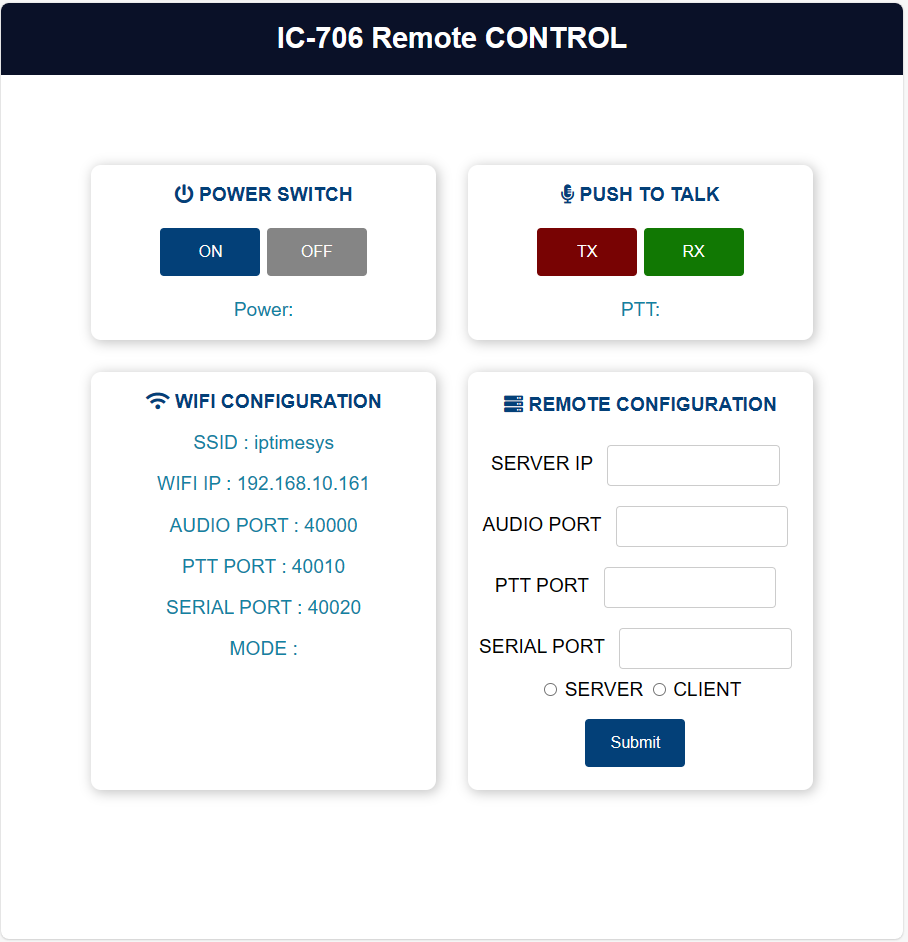 IC-706 Remote CONTROL
POWER SWITCH
ON OFF
Power:
PUSH TO TALK
TX RX
PTT:
WIFI CONFIGURATION
SSID : iptimesys
WIFI IP : 192.168.10.161
AUDIO PORT : 40000
PTT PORT : 40010
SERIAL PORT : 40020
MODE :
REMOTE CONFIGURATION
SERVER IP
AUDIO PORT
PTT PORT
SERIAL PORT
SERVER CLIENT
Submit